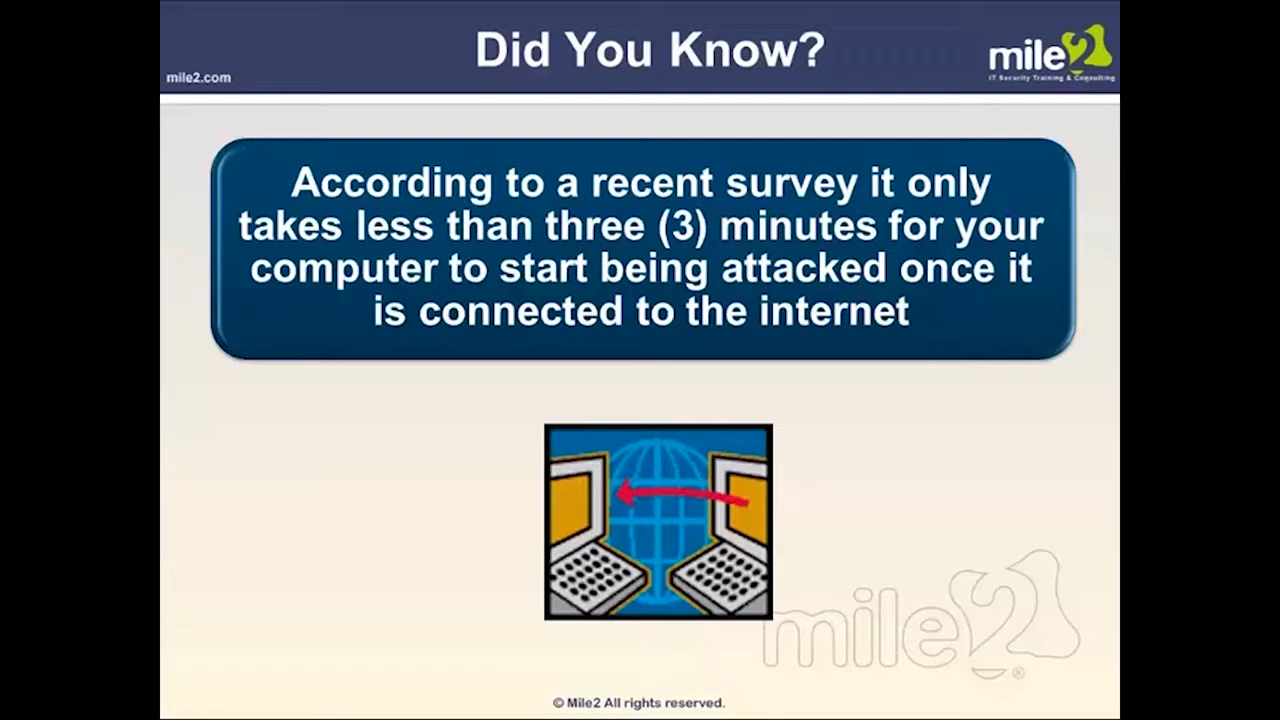 Did You Know?
mile2
IT Security Training & Consulting
mile2.com
According to a recent survey it only
takes less than three (3) minutes for your
computer to start being attacked once it
is connected to the internet
mile2®
© Mile2 All rights reserved.